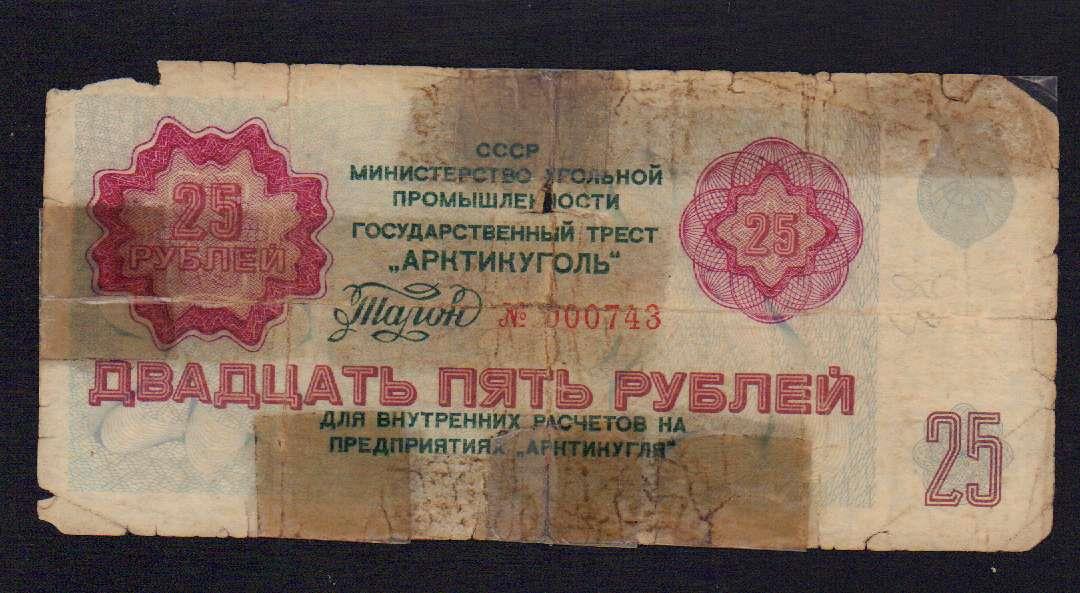 СССР
МИНИСТЕРСТВО УГОЛЬНОЙ
ПРОМЫШЛЕННОСТИ
ГОСУДАРСТВЕННЫЙ ТРЕСТ
„АРКТИКУГОЛЬ“
25
РУБЛЕЙ
25
Талон № 000743
ДВАДЦАТЬ ПЯТЬ РУБЛЕЙ
ДЛЯ ВНУТРЕННИХ РАСЧЕТОВ НА
ПРЕДПРИЯТИЯХ „АРКТИКУГЛЯ“
25